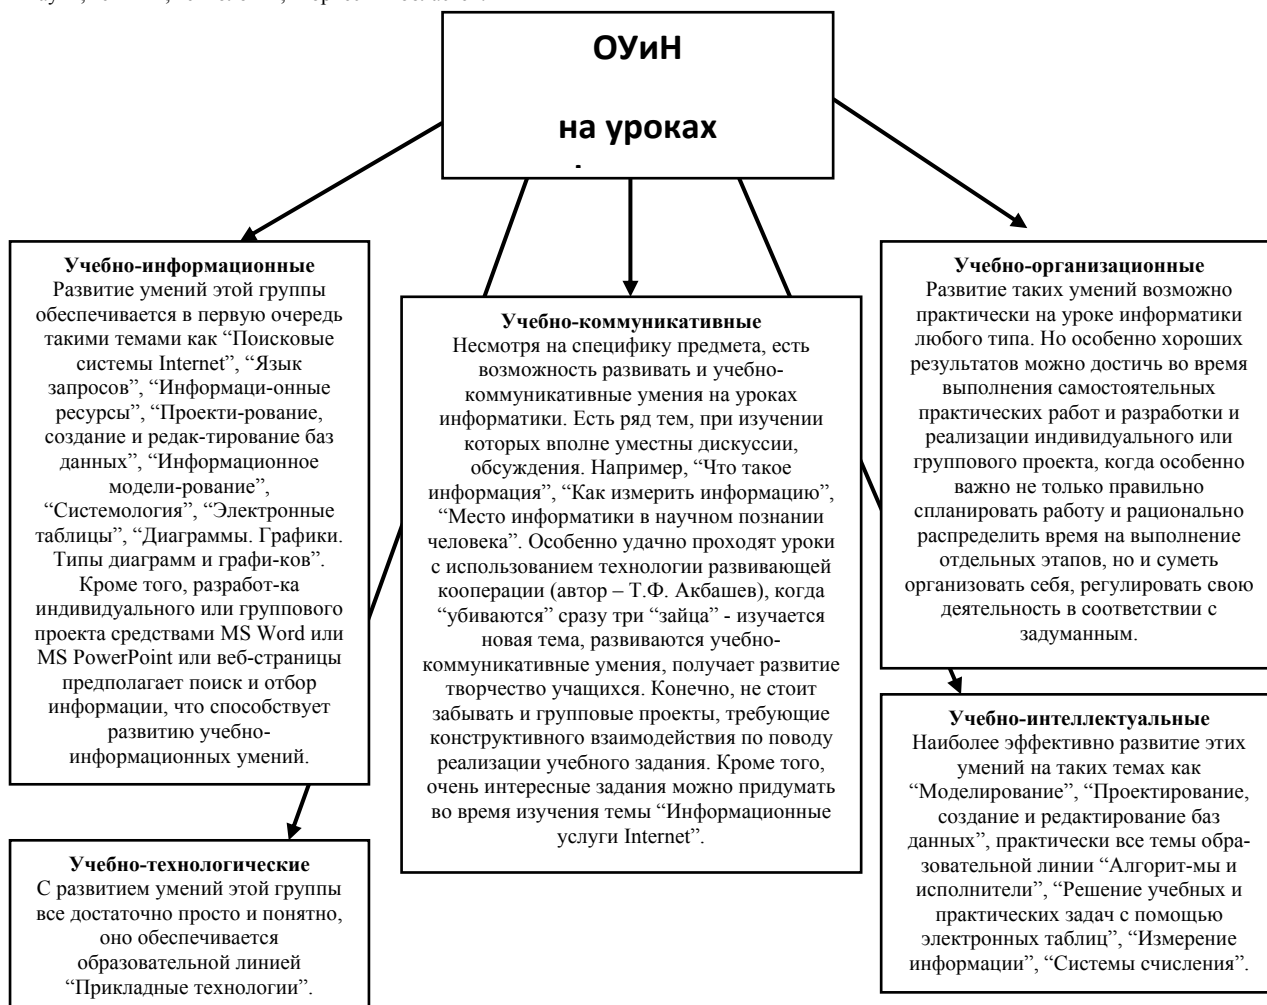 ОУиН
на уроках
Учебно-информационные
Развитие умений этой группы
обеспечивается в первую очередь
такими темами как “Поисковые
системы Internet”, “Язык
запросов”, “Информаци-онные
ресурсы”, “Проекти-рование,
создание и редак-тирование баз
данных”, “Информационное
модели-рование”,
“Системология”, “Электронные
таблицы”, “Диаграммы. Графики.
Типы диаграмм и графи-ков”.
Кроме того, разработ-ка
индивидуального или группового
проекта средствами MS Word или
MS PowerPoint или веб-страницы
предполагает поиск и отбор
информации, что способствует
развитию учебно-
информационных умений.
Учебно-коммуникативные
Несмотря на специфику предмета, есть
возможность развивать и учебно-
коммуникативные умения на уроках
информатики. Есть ряд тем, при изучении
которых вполне уместны дискуссии,
обсуждения. Например, “Что такое
информация”, “Как измерить информацию”,
“Место информатики в научном познании
человека”. Особенно удачно проходят уроки
с использованием технологии развивающей
кооперации (автор – Т.Ф. Акбашев), когда
“убиваются” сразу три “зайца” - изучается
новая тема, развиваются учебно-
коммуникативные умения, получает развитие
творчество учащихся. Конечно, не стоит
забывать и групповые проекты, требующие
конструктивного взаимодействия по поводу
реализации учебного задания. Кроме того,
очень интересные задания можно придумать
во время изучения темы “Информационные
услуги Internet”.
Учебно-организационные
Развитие таких умений возможно
практически на уроке информатики
любого типа. Но особенно хороших
результатов можно достичь во время
выполнения самостоятельных
практических работ и разработки и
реализации индивидуального или
группового проекта, когда особенно
важно не только правильно
спланировать работу и рационально
распределить время на выполнение
отдельных этапов, но и суметь
организовать себя, регулировать свою
деятельность в соответствии с
задуманным.
Учебно-технологические
С развитием умений этой группы
все достаточно просто и понятно,
оно обеспечивается
образовательной линией
“Прикладные технологии”.
Учебно-интеллектуальные
Наиболее эффективно развитие этих
умений на таких темах как
“Моделирование”, “Проектирование,
создание и редактирование баз
данных”, практически все темы обра-
зовательной линии “Алгорит-мы и
исполнители”, “Решение учебных и
практических задач с помощью
электронных таблиц”, “Измерение
информации”, “Системы счисления”.